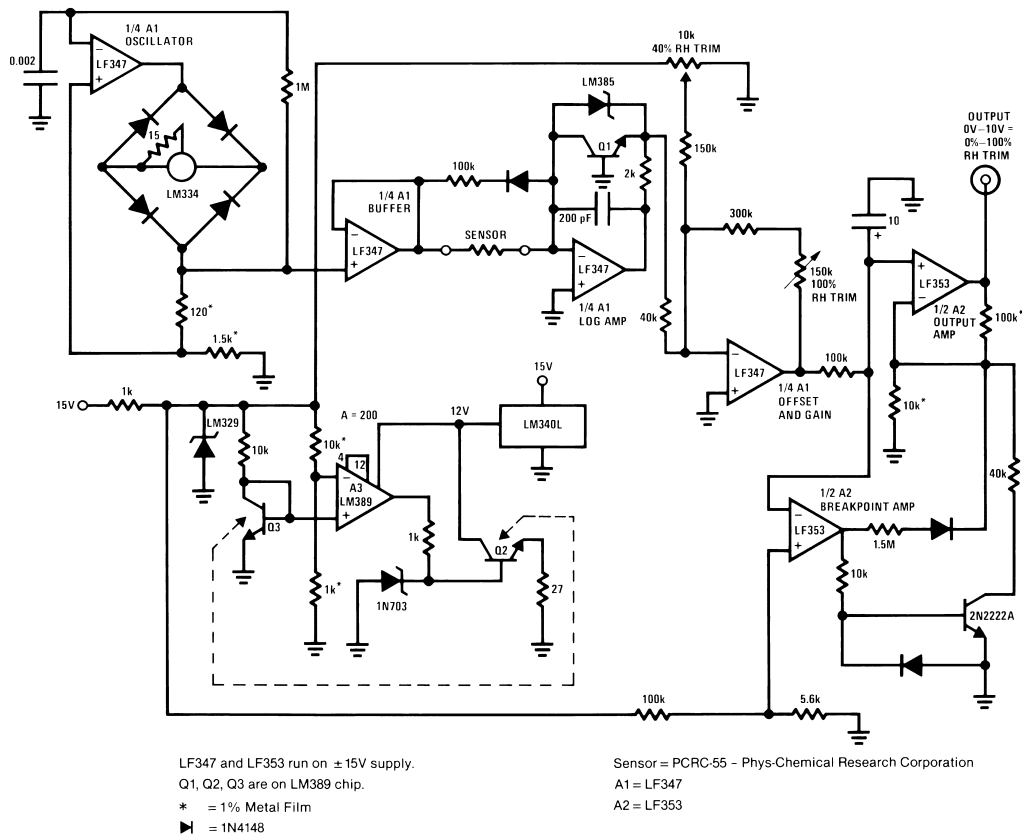 1/4 A1
OSCILLATOR
0.002
LF347
−
+
1M
15
LM334
120*
1.5k*
10k
40% RH TRIM
LM385
Q1
150k
2k
100k
1/4 A1
BUFFER
200 pF
SENSOR
LF347
−
+
LF347
−
+
1/4 A1
LOG AMP
40k
300k
150k
100%
RH TRIM
OUTPUT
0V–10V =
0%–100%
RH TRIM
10
+
LF353
+
−
1/2 A2
OUTPUT
AMP
100k*
LF347
−
+
100k
1/4 A1
OFFSET
AND GAIN
10k*
40k
15V
1k
LM329
10k
Q3
10k*
A = 200
4
12
A3
LM389
−
+
12V
15V
LM340L
1k
1k*
1N703
Q2
27
1/2 A2
BREAKPOINT AMP
LF353
−
+
1.5M
10k
2N2222A
100k
5.6k
LF347 and LF353 run on ±15V supply.
Q1, Q2, Q3 are on LM389 chip.
* = 1% Metal Film
= 1N4148
Sensor = PCRC-55 – Phys-Chemical Research Corporation
A1 = LF347
A2 = LF353